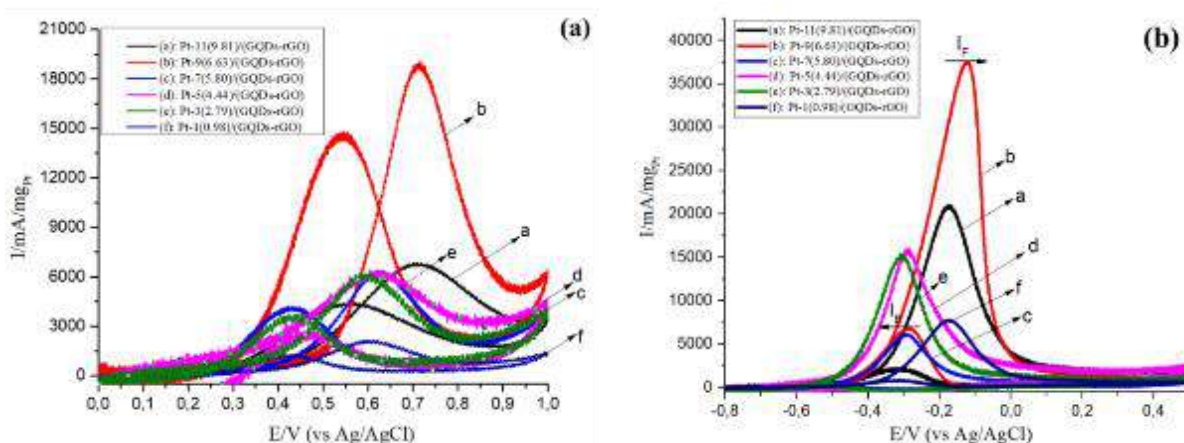 (a)
21000
18000
15000
12000
9000
6000
3000
0
I/mA/mgPt
(a): Pt-11(9.81)/(GQDs-rGO)
(b): Pt-9(6.63)/(GQDs-rGO)
(c): Pt-7(5.80)/(GQDs-rGO)
(d): Pt-5(4.44)/(GQDs-rGO)
(e): Pt-3(2.79)/(GQDs-rGO)
(f): Pt-1(0.98)/(GQDs-rGO)
b
a
e
d
c
f
0,0 0,1 0,2 0,3 0,4 0,5 0,6 0,7 0,8 0,9 1,0
E/V (vs Ag/AgCl)
(b)
40000
35000
30000
25000
20000
15000
10000
5000
0
I/mA/mgPt
(a): Pt-11(9.81)/(GQDs-rGO)
(b): Pt-9(6.63)/(GQDs-rGO)
(c): Pt-7(5.80)/(GQDs-rGO)
(d): Pt-5(4.44)/(GQDs-rGO)
(e): Pt-3(2.79)/(GQDs-rGO)
(f): Pt-1(0.98)/(GQDs-rGO)
IF
b
a
d
e
f
c
-0,8 -0,6 -0,4 -0,2 0,0 0,2 0,4
E/V (vs Ag/AgCl)